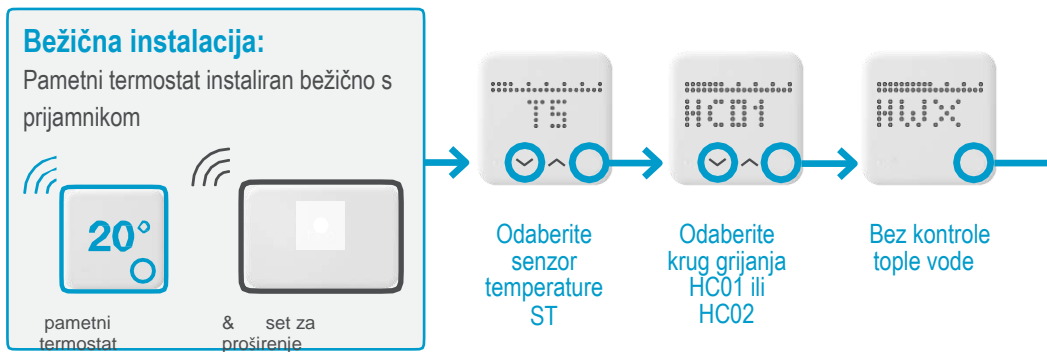 Bežična instalacija:
Pametni termostat instaliran bežično s
prijamnikom
20°
pametni
termostat
& set za
proširenje
TS
Odaberite
senzor
temperature
ST
HC01
Odaberite
krug grijanja
HC01 ili
HC02
HWX
Bez kontrole
tople vode